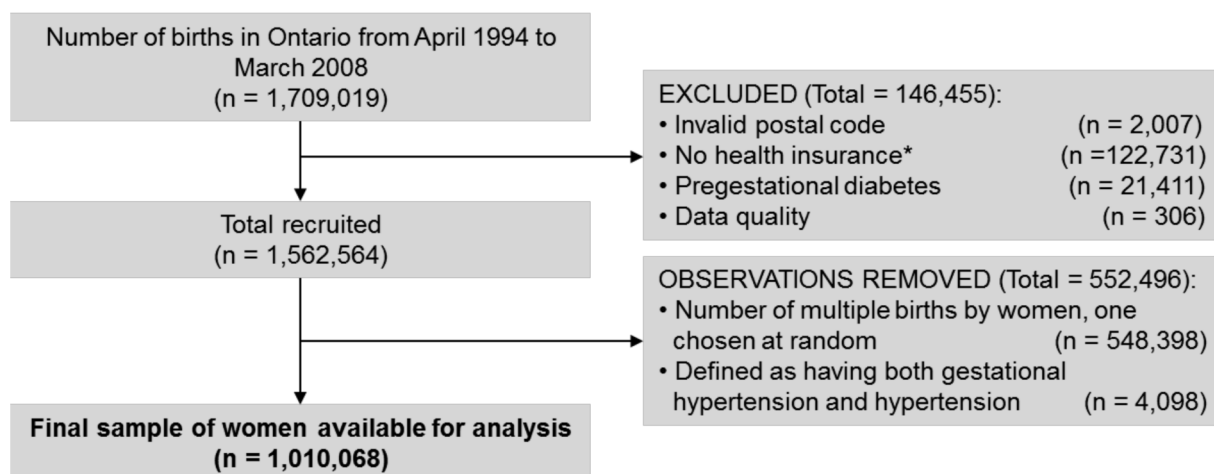 Number of births in Ontario from April 1994 to
March 2008
(n = 1,709,019)
EXCLUDED (Total = 146,455):
• Invalid postal code (n = 2,007)
• No health insurance* (n =122,731)
• Pregestational diabetes (n = 21,411)
• Data quality (n = 306)
Total recruited
(n = 1,562,564)
OBSERVATIONS REMOVED (Total = 552,496):
• Number of multiple births by women, one
chosen at random (n = 548,398)
• Defined as having both gestational
hypertension and hypertension (n = 4,098)
Final sample of women available for analysis
(n = 1,010,068)